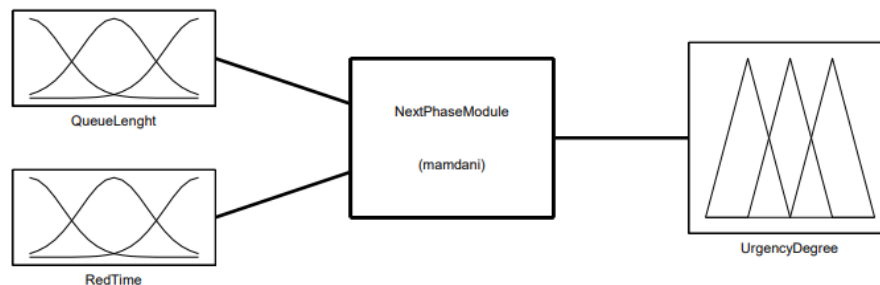 QueueLenght
NextPhaseModule
(mamdani)
UrgencyDegree
RedTime